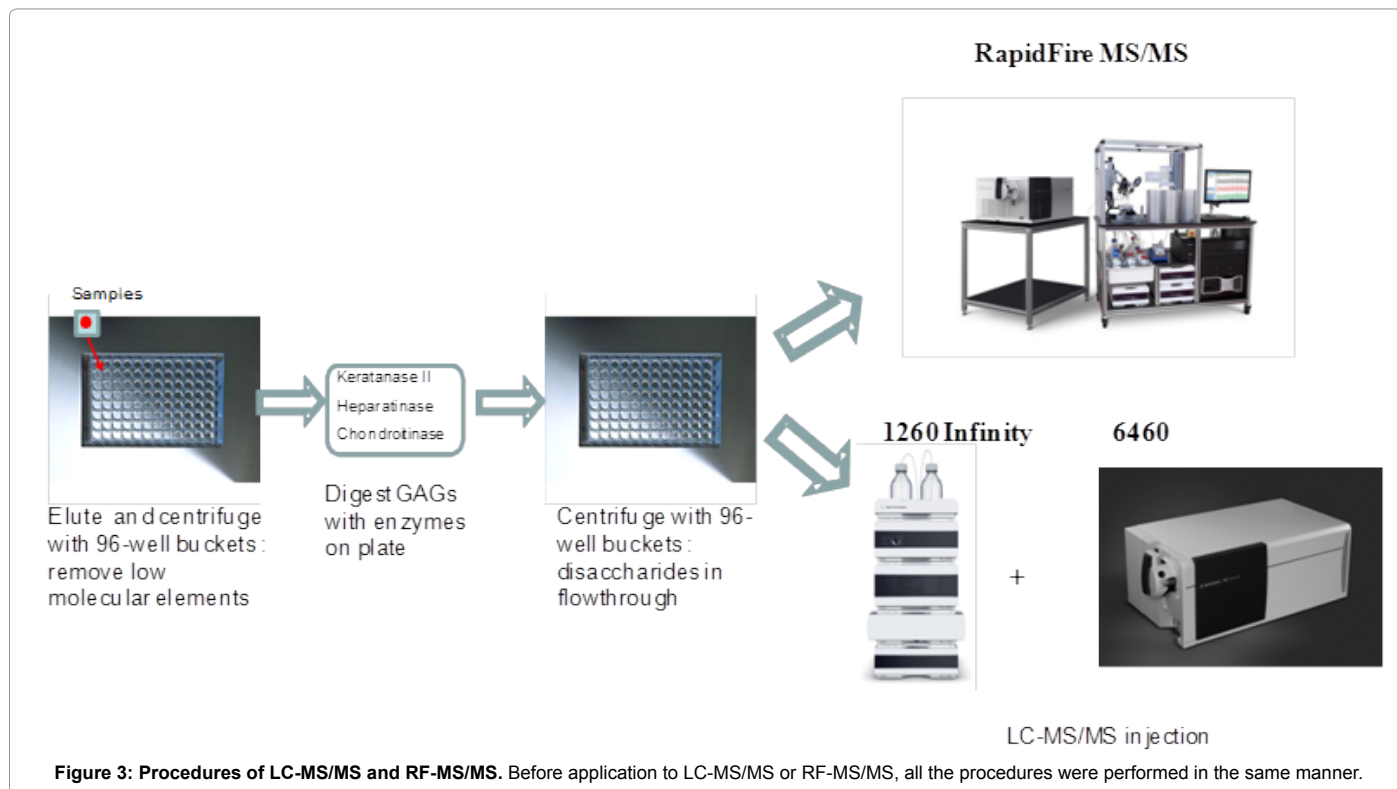 RapidFire MS/MS
Samples
Keratanase II
Heparatinase
Chondroitinase
Elute and centrifuge
with 96-well buckets:
remove low
molecular elements
Digest GAGs
with enzymes
on plate
Centrifuge with 96-
well buckets:
disaccharides in
flowthrough
1260 Infinity
6460
+
LC-MS/MS injection
Figure 3: Procedures of LC-MS/MS and RF-MS/MS. Before application to LC-MS/MS or RF-MS/MS, all the procedures were performed in the same manner.